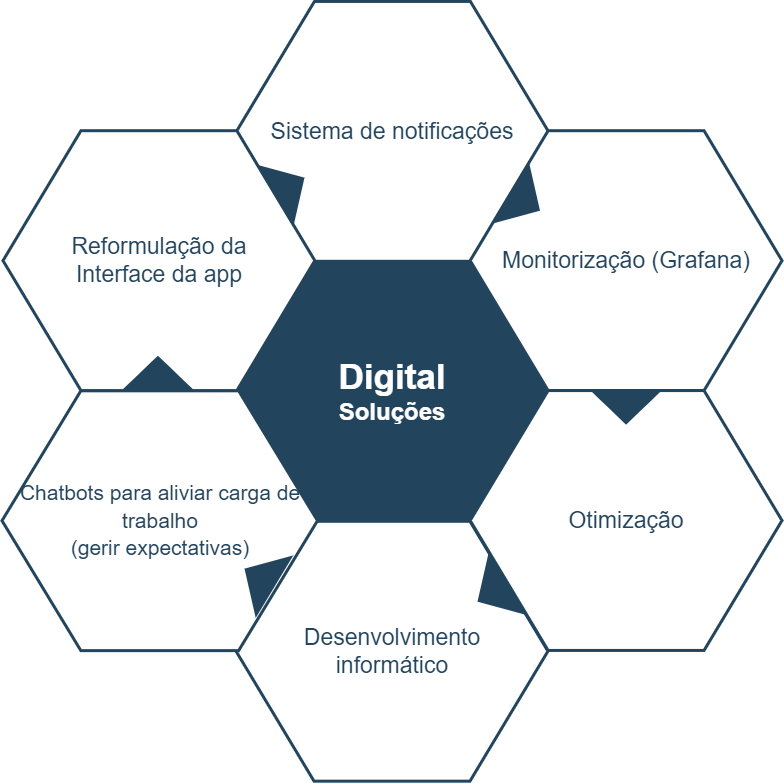 Sistema de notificações
Reformulação da
Interface da app
Monitorização (Grafana)
Digital
Soluções
Chatbots para aliviar carga de
trabalho
(gerir expectativas)
Otimização
Desenvolvimento
informático